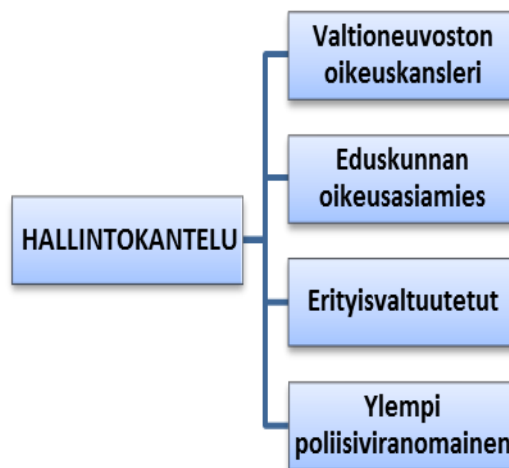 HALLINTOKANTELU
Valtioneuvoston
oikeuskansleri
Eduskunnan
oikeusasiamies
Erityisvaltuutetut
Ylempi
poliisiviranomainen